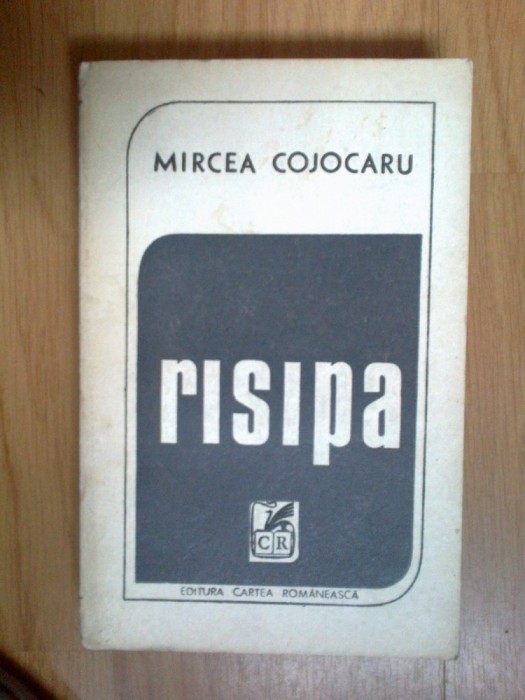 MIRCEA COJOCARU
risipa
CR
EDITURA CARTEA ROMÂNEASCĂ